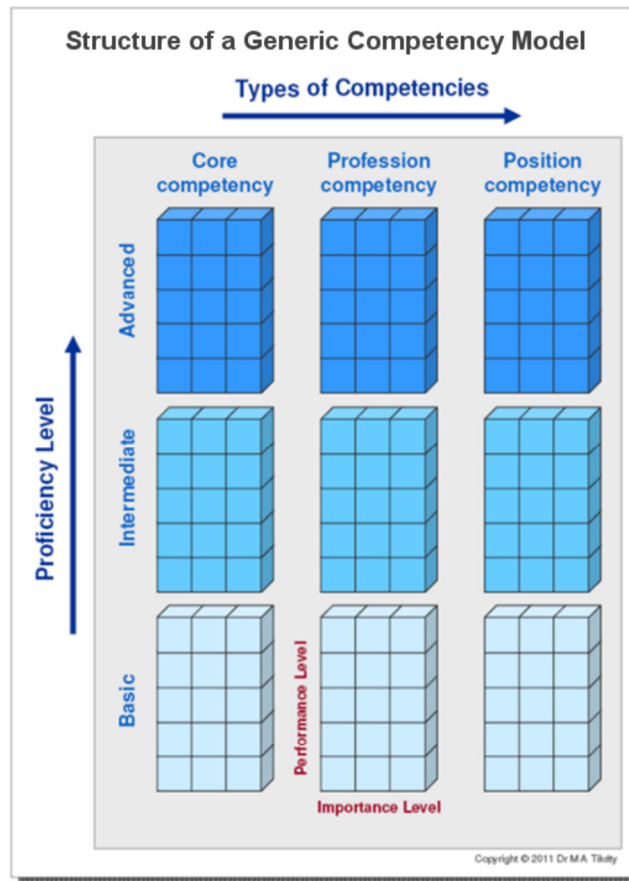 Structure of a Generic Competency Model
Types of Competencies
Core
competency
Profession
competency
Position
competency
Advanced
Intermediate
Basic
Proficiency Level
Performance Level
Importance Level
Copyright © 2011 Dr M.A.